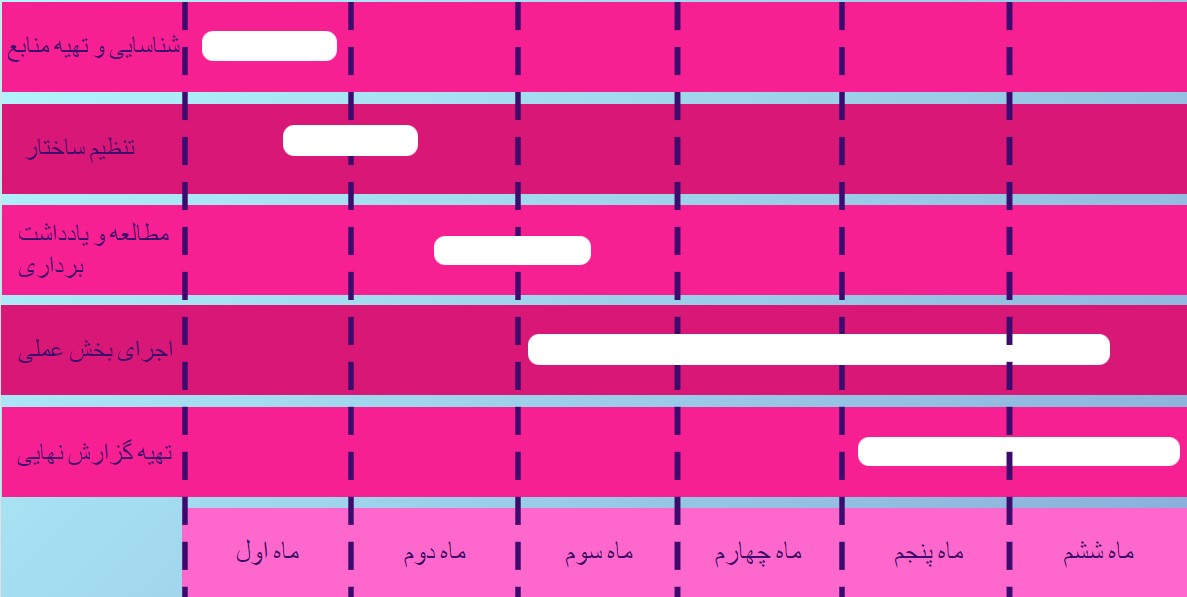 شناسایی و تهیه منابع
تنظیم ساختار
مطالعه و یادداشت
برداری
اجرای بخش عملی
تهیه گزارش نهایی
ماه اول
ماه دوم
ماه سوم
ماه چهارم
ماه پنجم
ماه ششم